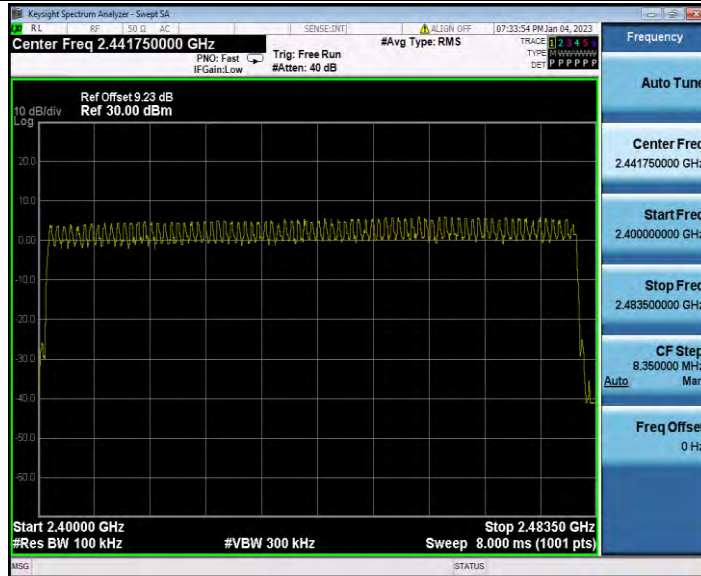 Keysight Spectrum Analyzer - Swept SA
RL RF 50 Ω AC SENSE:INT ALIGN OFF 07:33:54 PM Jan 04, 2023
Center Freq 2.441750000 GHz
#Avg Type: RMS
TRACE 1 2 3 4 5 6
TYPE M W W W W W
DET P P P P P P
PNO: Fast
IFGain:Low
Trig: Free Run
#Atten: 40 dB
Ref Offset 9.23 dB
10 dB/div Ref 30.00 dBm
Log
20.0
10.0
0.00
-10.0
-20.0
-30.0
-40.0
-50.0
-60.0
Start 2.40000 GHz Stop 2.48350 GHz
#Res BW 100 kHz #VBW 300 kHz Sweep 8.000 ms (1001 pts)
MSG STATUS
Frequency
Auto Tune
Center Freq
2.441750000 GHz
Start Freq
2.400000000 GHz
Stop Freq
2.483500000 GHz
CF Step
8.350000 MHz
Auto Man
Freq Offset
0 Hz